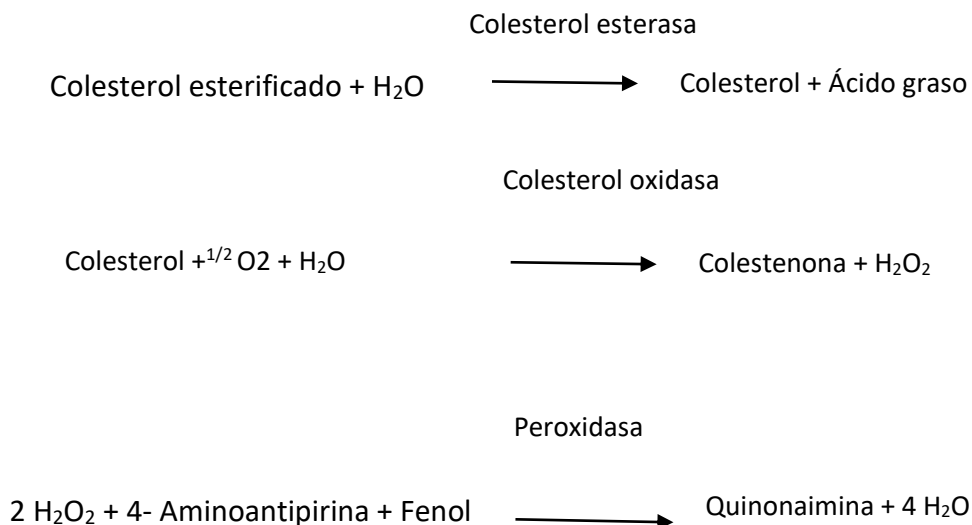 Colesterol esterasa
Colesterol esterificado + H₂O Colesterol + Ácido graso
Colesterol oxidasa
Colesterol +¹/² O2 + H₂O Colestenona + H₂O₂
Peroxidasa
2 H₂O₂ + 4- Aminoantipirina + Fenol Quinonaimina + 4 H₂O